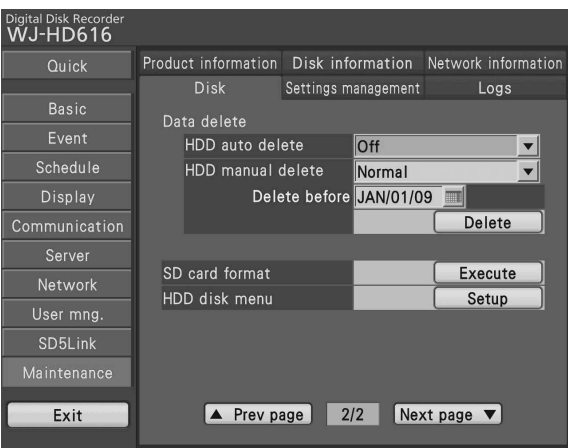 Digital Disk Recorder
WJ-HD616
Quick
Basic
Event
Schedule
Display
Communication
Server
Network
User mng.
SD5Link
Maintenance
Exit
Product information Disk information Network information
Disk Settings management Logs
Data delete
HDD auto delete Off
HDD manual delete Normal
Delete before JAN/01/09
Delete
SD card format Execute
HDD disk menu Setup
▲ Prev page 2/2 Next page ▼